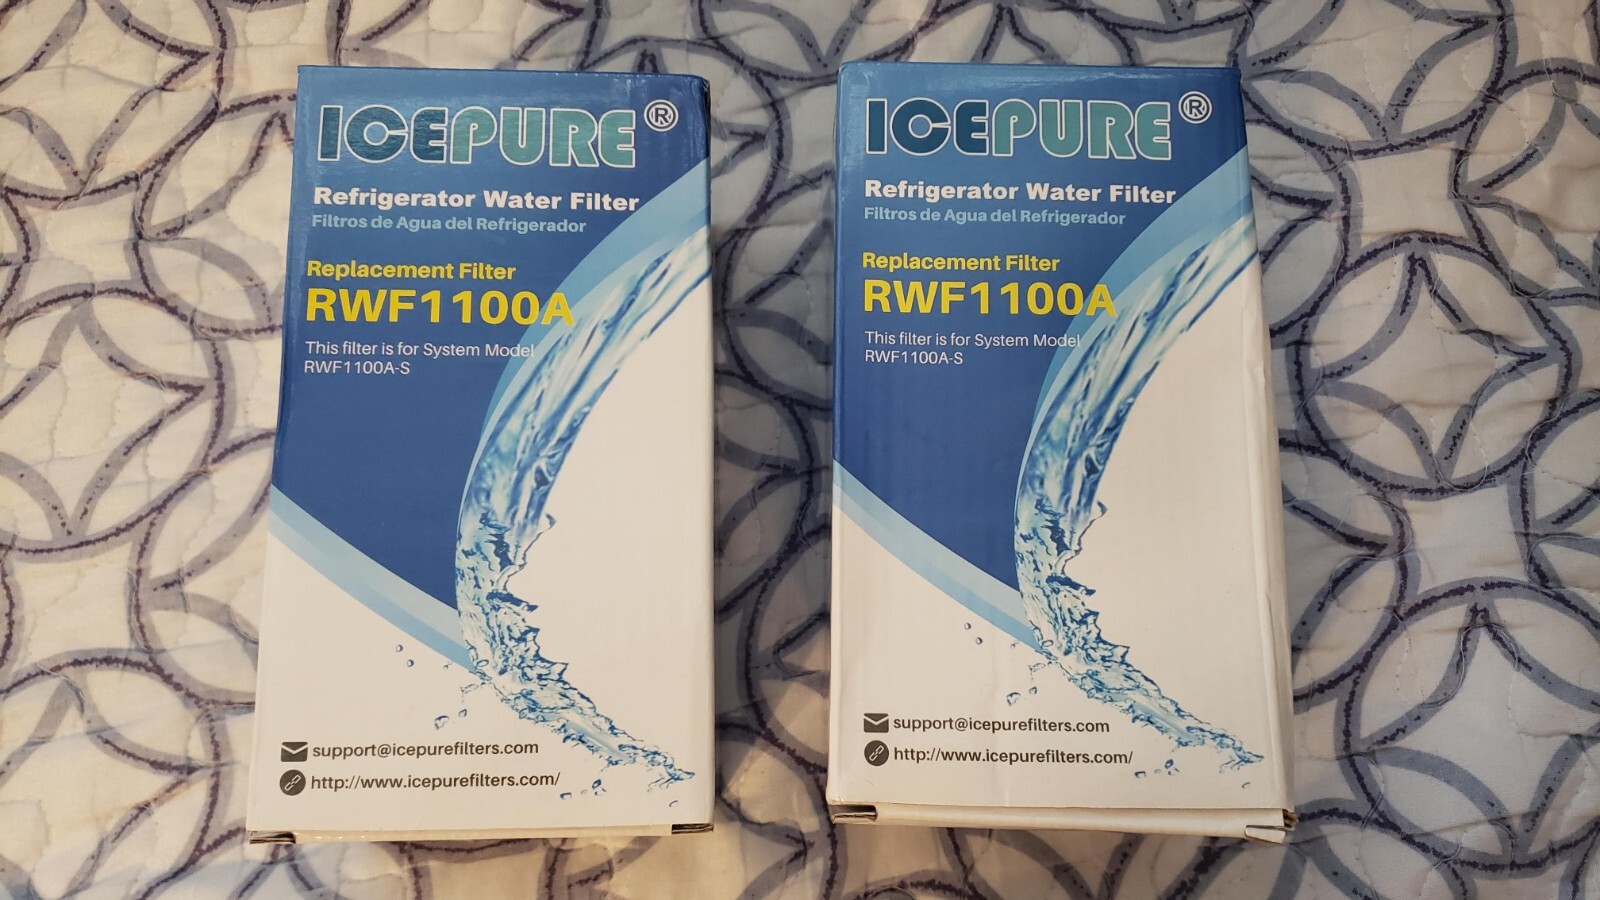 ICEPURE®
Refrigerator Water Filter
Filtros de Agua del Refrigerador
Replacement Filter
RWF1100A
This filter is for System Model
RWF1100A-S
support@icepurefilters.com
http://www.icepurefilters.com/
ICEPURE®
Refrigerator Water Filter
Filtros de Agua del Refrigerador
Replacement Filter
RWF1100A
This filter is for System Model
RWF1100A-S
support@icepurefilters.com
http://www.icepurefilters.com/